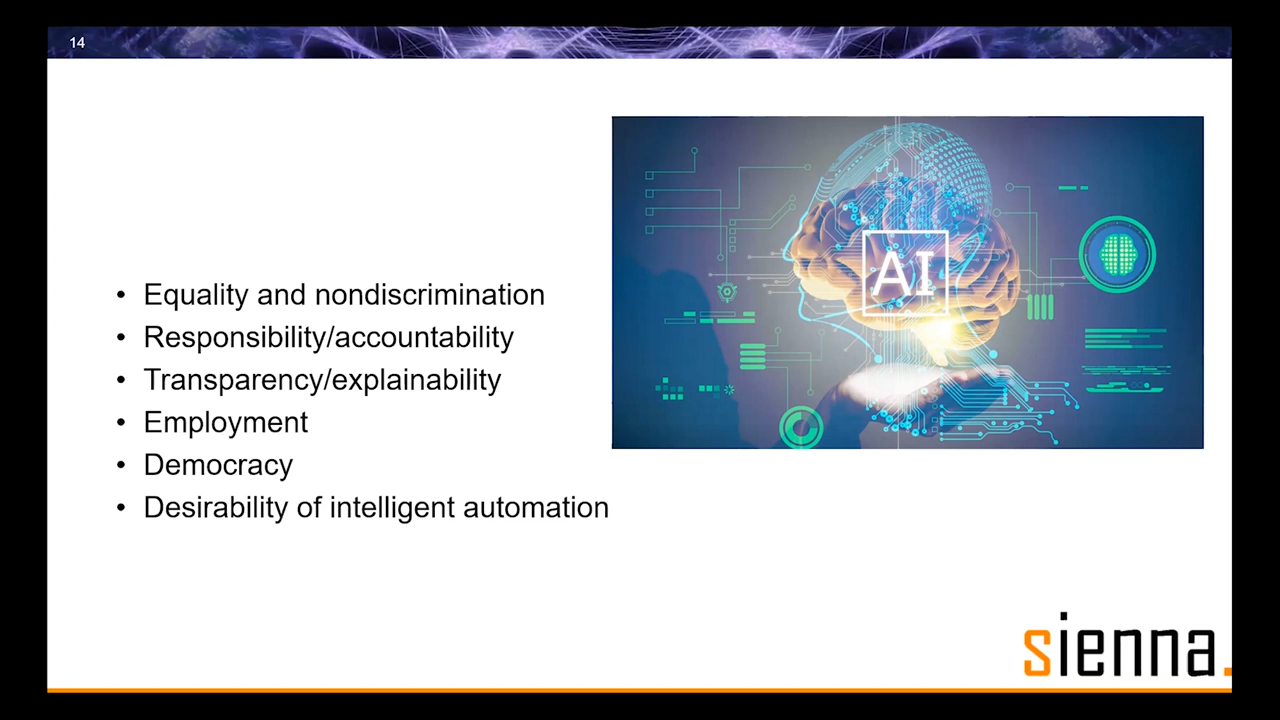 14
• Equality and nondiscrimination
• Responsibility/accountability
• Transparency/explainability
• Employment
• Democracy
• Desirability of intelligent automation
AI
sienna.